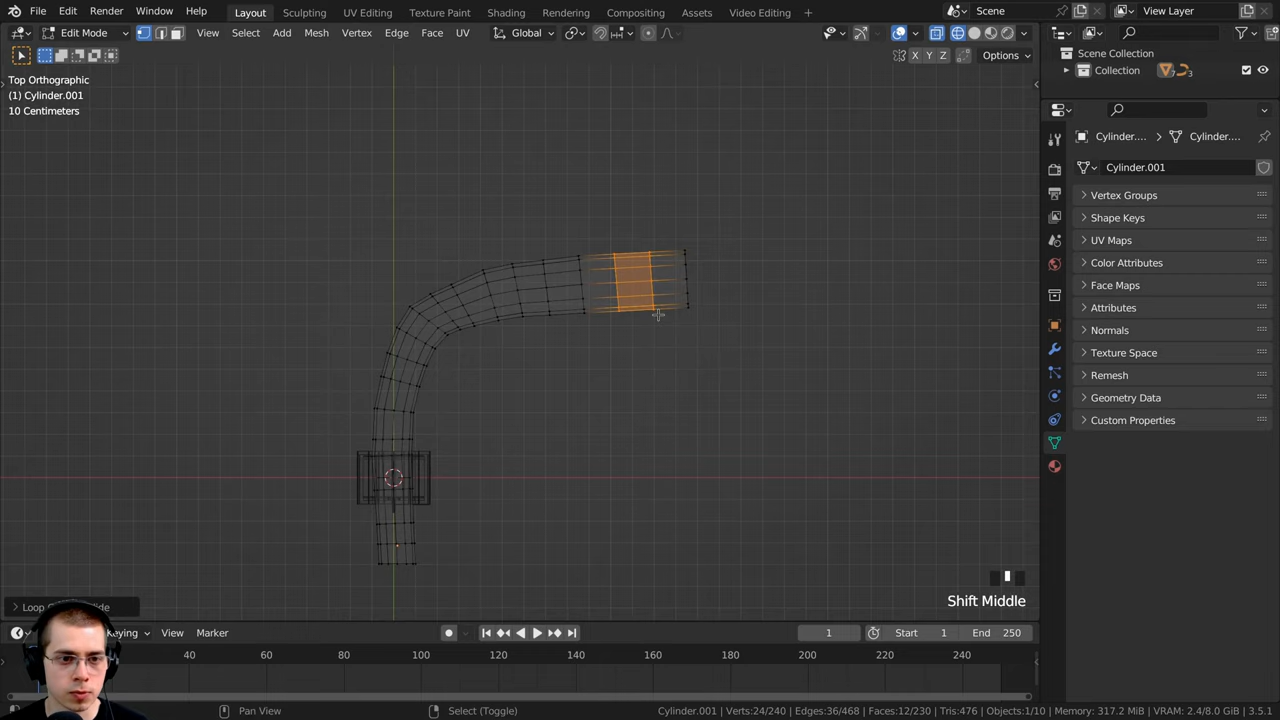 File Edit Render Window Help Layout Sculpting UV Editing Texture Paint Shading Rendering Compositing Assets Video Editing Scene View Layer
Edit Mode View Select Add Mesh Vertex Edge Face UV Global
X Y Z Options
Scene Collection
Collection 7 3
Top Orthographic
(1) Cylinder.001
10 Centimeters
Cylinder.... > Cylinder....
Cylinder.001
Vertex Groups
Shape Keys
UV Maps
Color Attributes
Face Maps
Attributes
Normals
Texture Space
Remesh
Geometry Data
Custom Properties
Shift Middle
Loop
Keying View Marker 1 Start 1 End 250
40 60 80 100 120 140 160 180 200 220 240
Pan View Select (Toggle) Cylinder.001 | Verts:24/240 | Edges:36/468 | Faces:12/230 | Tris:476 | Objects:1/10 | Memory: 317.2 MiB | VRAM: 2.4/8.0 GiB | 3.5.1